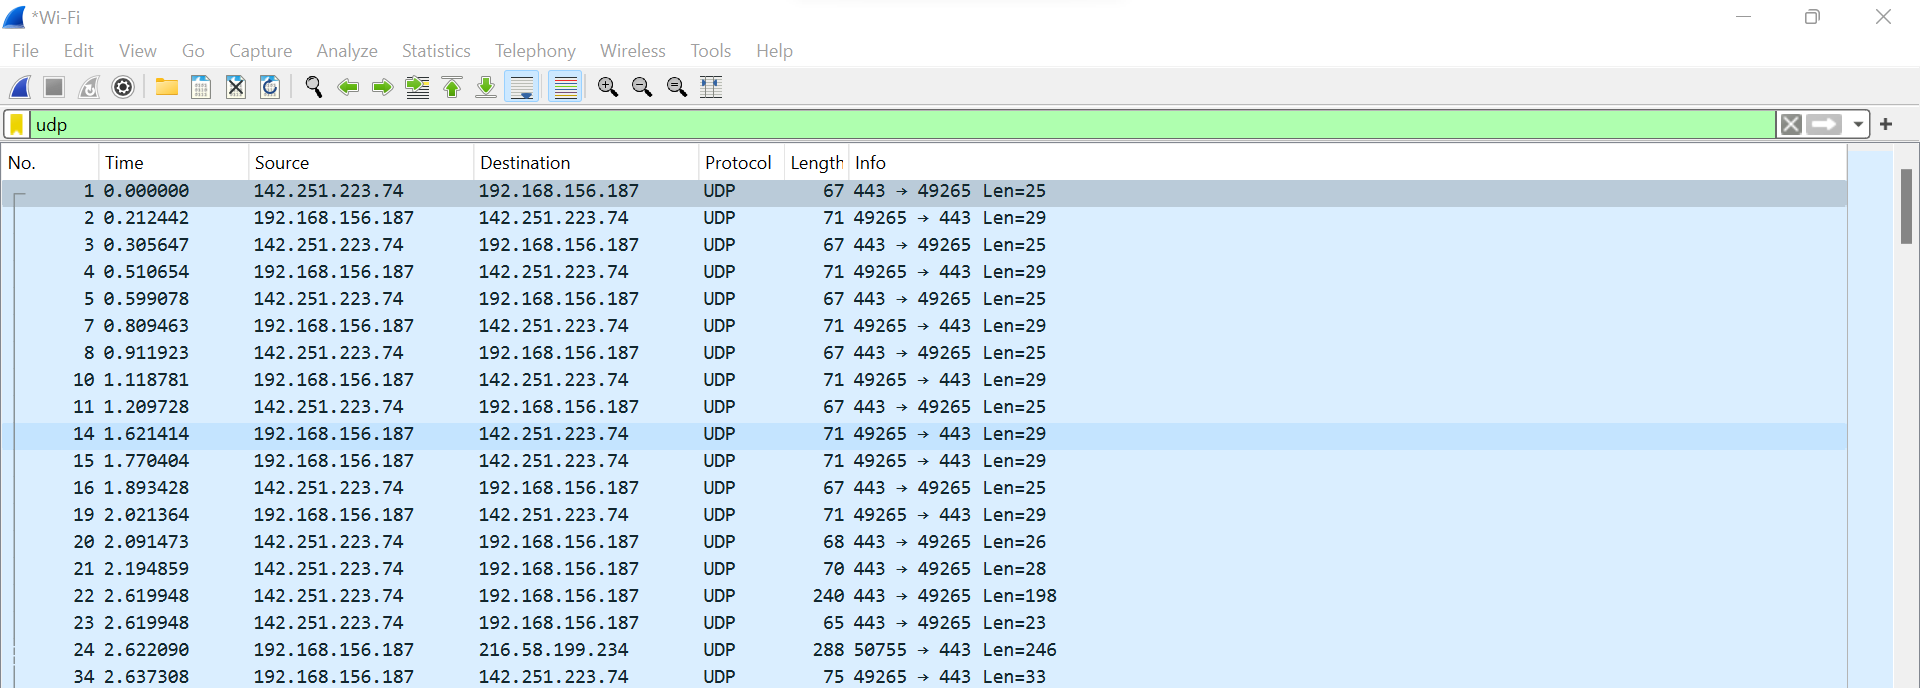 *Wi-Fi
File Edit View Go Capture Analyze Statistics Telephony Wireless Tools Help
udp
No. Time Source Destination Protocol Length Info
1 0.000000 142.251.223.74 192.168.156.187 UDP 67 443 → 49265 Len=25
2 0.212442 192.168.156.187 142.251.223.74 UDP 71 49265 → 443 Len=29
3 0.305647 142.251.223.74 192.168.156.187 UDP 67 443 → 49265 Len=25
4 0.510654 192.168.156.187 142.251.223.74 UDP 71 49265 → 443 Len=29
5 0.599078 142.251.223.74 192.168.156.187 UDP 67 443 → 49265 Len=25
7 0.809463 192.168.156.187 142.251.223.74 UDP 71 49265 → 443 Len=29
8 0.911923 142.251.223.74 192.168.156.187 UDP 67 443 → 49265 Len=25
10 1.118781 192.168.156.187 142.251.223.74 UDP 71 49265 → 443 Len=29
11 1.209728 142.251.223.74 192.168.156.187 UDP 67 443 → 49265 Len=25
14 1.621414 192.168.156.187 142.251.223.74 UDP 71 49265 → 443 Len=29
15 1.770404 192.168.156.187 142.251.223.74 UDP 71 49265 → 443 Len=29
16 1.893428 142.251.223.74 192.168.156.187 UDP 67 443 → 49265 Len=25
19 2.021364 192.168.156.187 142.251.223.74 UDP 71 49265 → 443 Len=29
20 2.091473 142.251.223.74 192.168.156.187 UDP 68 443 → 49265 Len=26
21 2.194859 142.251.223.74 192.168.156.187 UDP 70 443 → 49265 Len=28
22 2.619948 142.251.223.74 192.168.156.187 UDP 240 443 → 49265 Len=198
23 2.619948 142.251.223.74 192.168.156.187 UDP 65 443 → 49265 Len=23
24 2.622090 192.168.156.187 216.58.199.234 UDP 288 50755 → 443 Len=246
34 2.637308 192.168.156.187 142.251.223.74 UDP 75 49265 → 443 Len=33